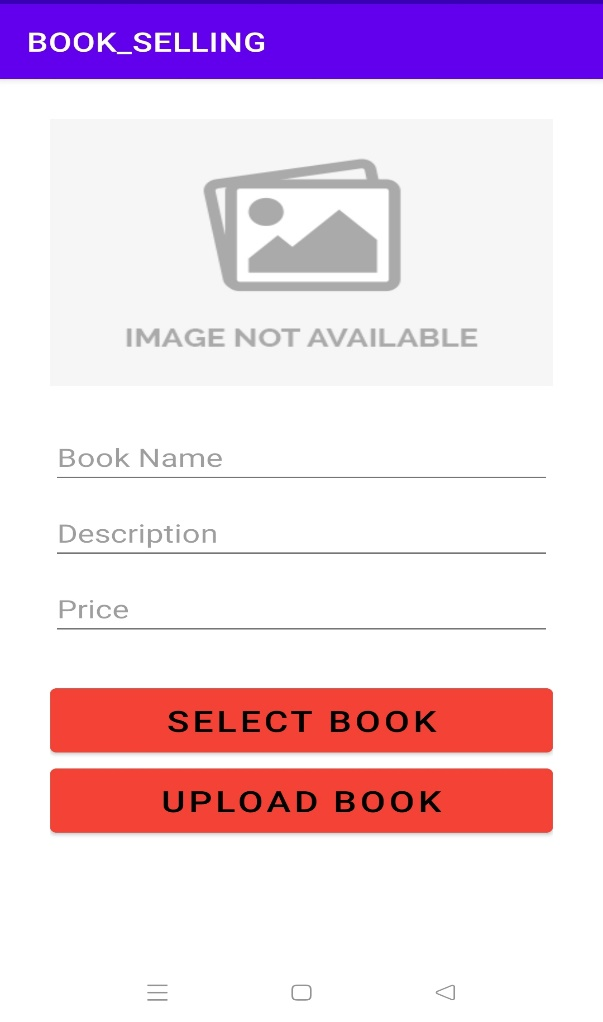 BOOK_SELLING
IMAGE NOT AVAILABLE
Book Name
Description
Price
SELECT BOOK
UPLOAD BOOK